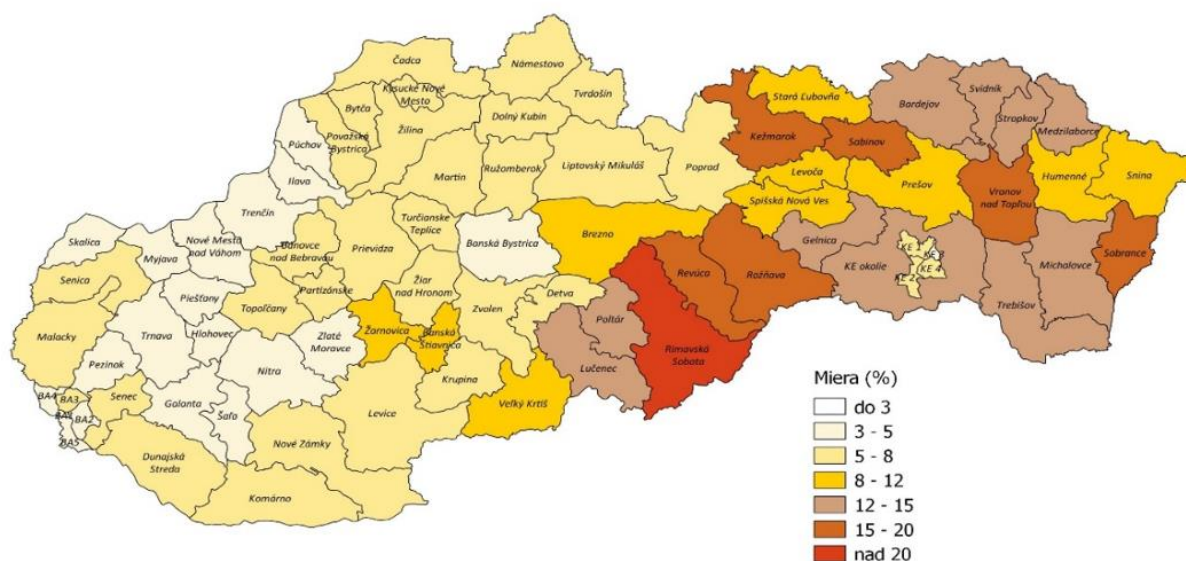 Čadca
Námestovo
Kysucké Nové
Mesto
Tvrdošín
Bytča
Dolný Kubín
Považská
Bystrica
Žilina
Púchov
Ilava
Martin
Ružomberok
Liptovský Mikuláš
Poprad
Stará Ľubovňa
Kežmarok
Sabinov
Bardejov
Svidník
Stropkov
Medzilaborce
Levoča
Prešov
Spišská Nová Ves
Vranov
nad Topľou
Humenné
Snina
Trenčín
Turčianske
Teplice
Banská Bystrica
Brezno
Gelnica
KE okolie
KE 1
KE 3
KE 4
KE 2
Michalovce
Sobrance
Trebišov
Skalica
Myjava
Nové Mesto
nad Váhom
Bánovce
nad Bebravou
Prievidza
Senica
Piešťany
Partizánske
Žiar
nad Hronom
Topoľčany
Zvolen
Detva
Revúca
Rožňava
Malacky
Trnava
Hlohovec
Zlaté
Moravce
Žarnovica
Banská
Štiavnica
Poltár
Rimavská
Sobota
Lučenec
Pezinok
Nitra
Krupina
Veľký Krtíš
BA4
BA3
BA2
BA5
Senec
Galanta
Šaľa
Levice
Nové Zámky
Dunajská
Streda
Komárno
Miera (%)
do 3
3 - 5
5 - 8
8 - 12
12 - 15
15 - 20
nad 20